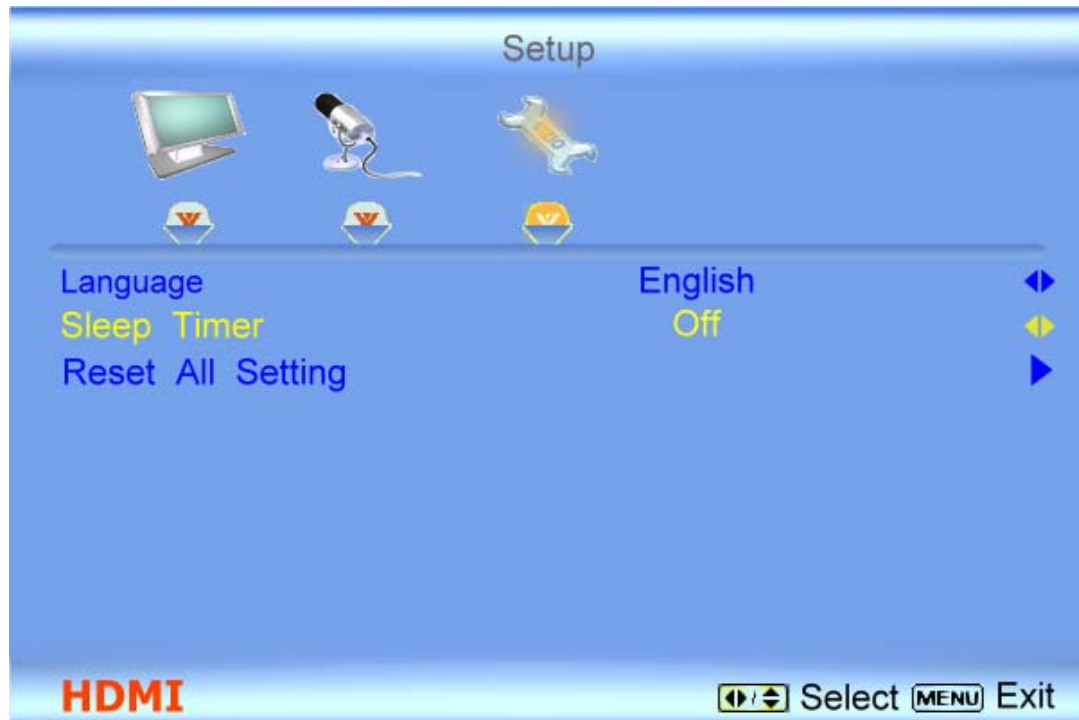 Setup
Language English
Sleep Timer Off
Reset All Setting
HDMI Select MENU Exit